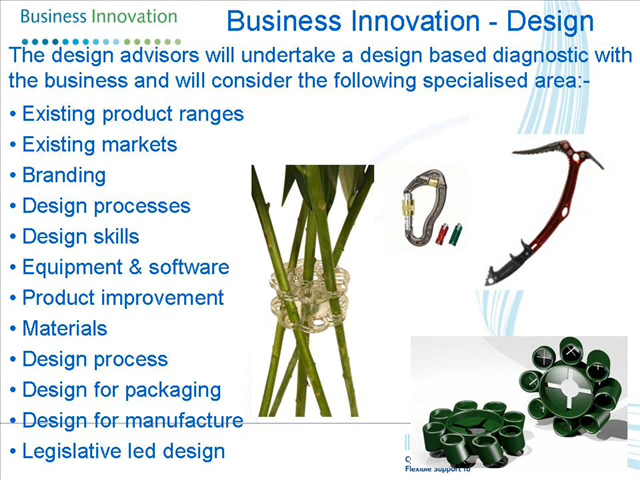 Business Innovation
Business Innovation - Design
The design advisors will undertake a design based diagnostic with
the business and will consider the following specialised area:-
• Existing product ranges
• Existing markets
• Branding
• Design processes
• Design skills
• Equipment & software
• Product improvement
• Materials
• Design process
• Design for packaging
• Design for manufacture
• Legislative led design
Flexible Support